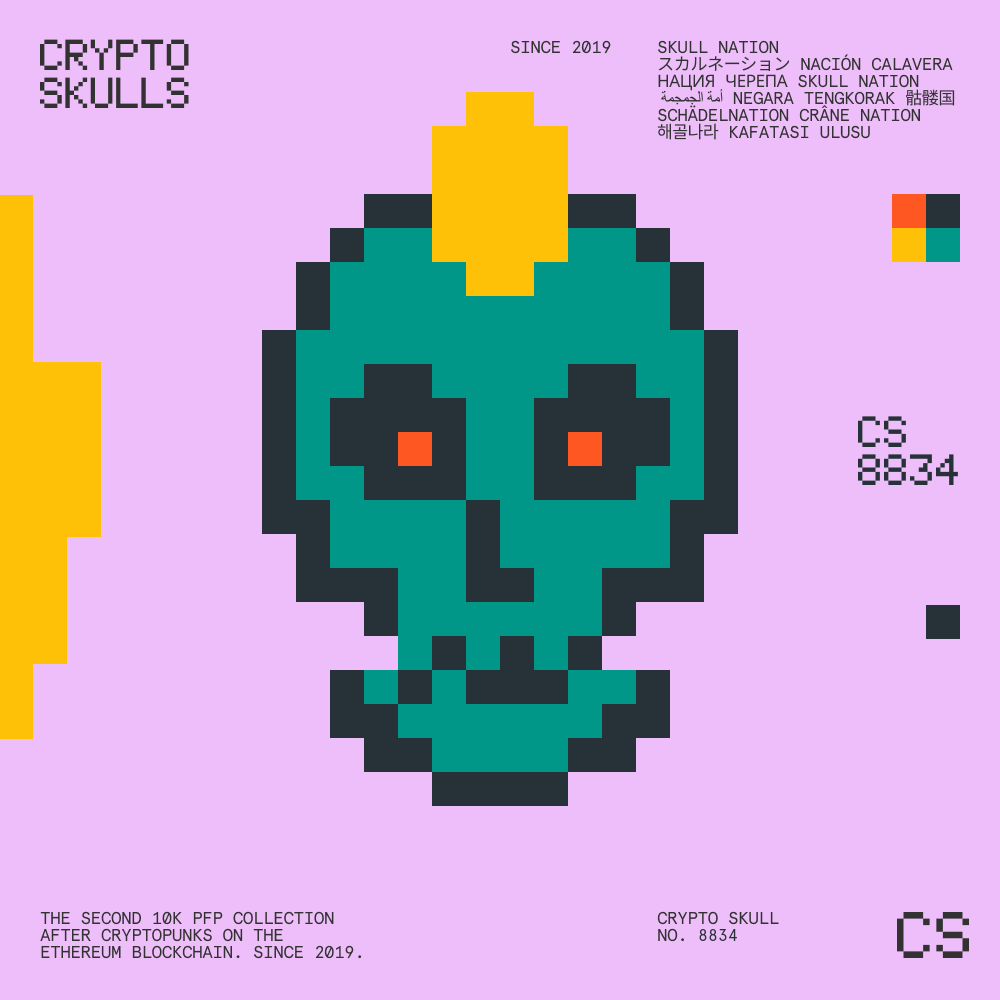 CRYPTO
SKULLS
SINCE 2019
SKULL NATION
スカルネーション NACIÓN CALAVERA
НАЦИЯ ЧЕРЕПА SKULL NATION
أمة الجمجمة NEGARA TENGKORAK 骷髅国
SCHÄDELNATION CRÂNE NATION
해골나라 KAFATASI ULUSU
CS
8834
THE SECOND 10K PFP COLLECTION
AFTER CRYPTOPUNKS ON THE
ETHEREUM BLOCKCHAIN. SINCE 2019.
CRYPTO SKULL
NO. 8834
CS